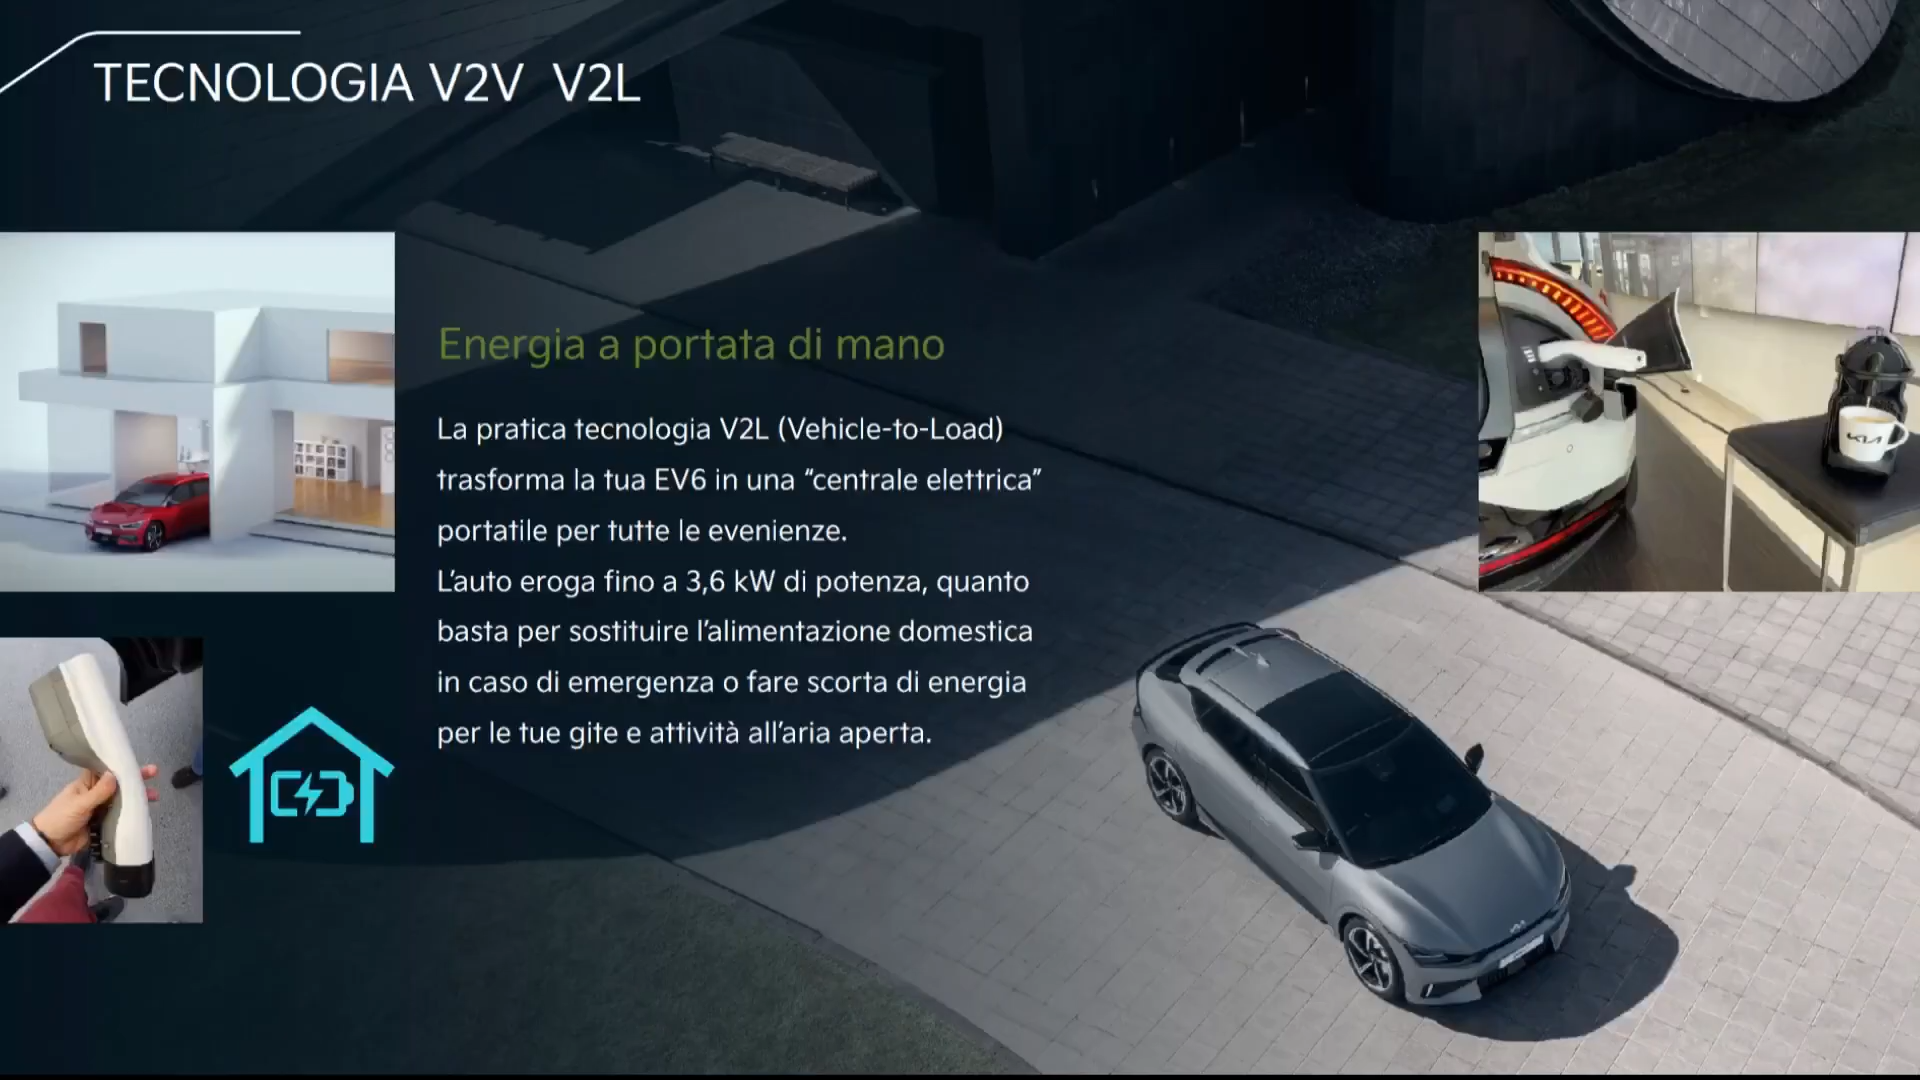 TECNOLOGIA V2V V2L
Energia a portata di mano
La pratica tecnologia V2L (Vehicle-to-Load)
trasforma la tua EV6 in una “centrale elettrica”
portatile per tutte le evenienze.
L’auto eroga fino a 3,6 kW di potenza, quanto
basta per sostituire l’alimentazione domestica
in caso di emergenza o fare scorta di energia
per le tue gite e attività all’aria aperta.
KIA